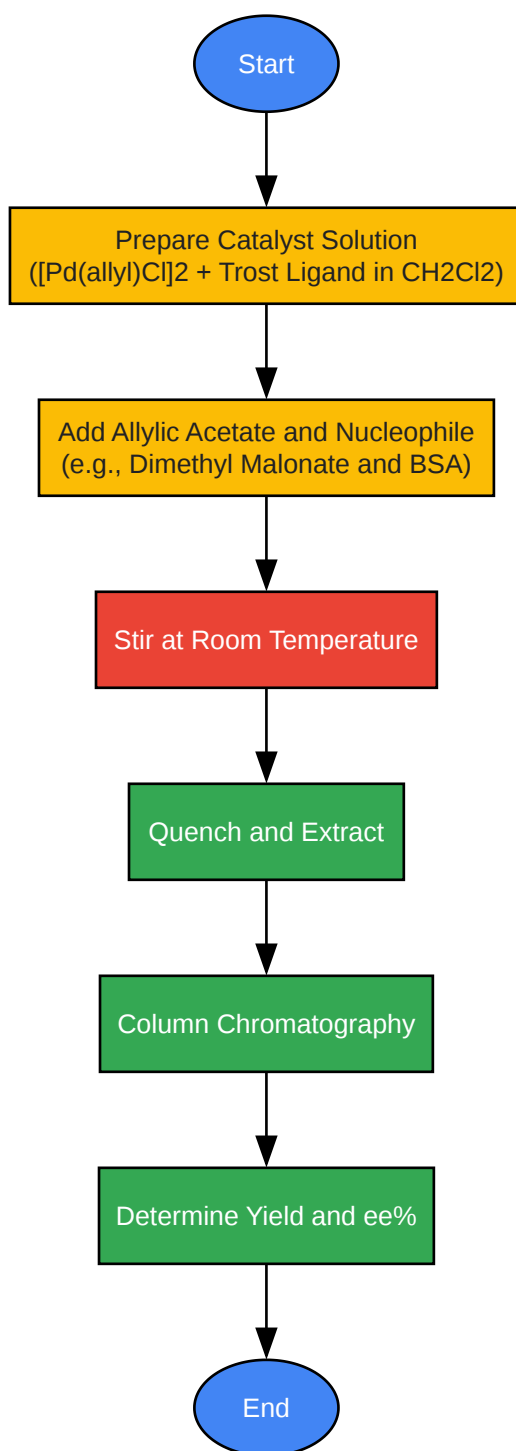 Start
Prepare Catalyst Solution
([Pd(allyl)Cl]2 + Trost Ligand in CH2Cl2)
Add Allylic Acetate and Nucleophile
(e.g., Dimethyl Malonate and BSA)
Stir at Room Temperature
Quench and Extract
Column Chromatography
Determine Yield and ee%
End